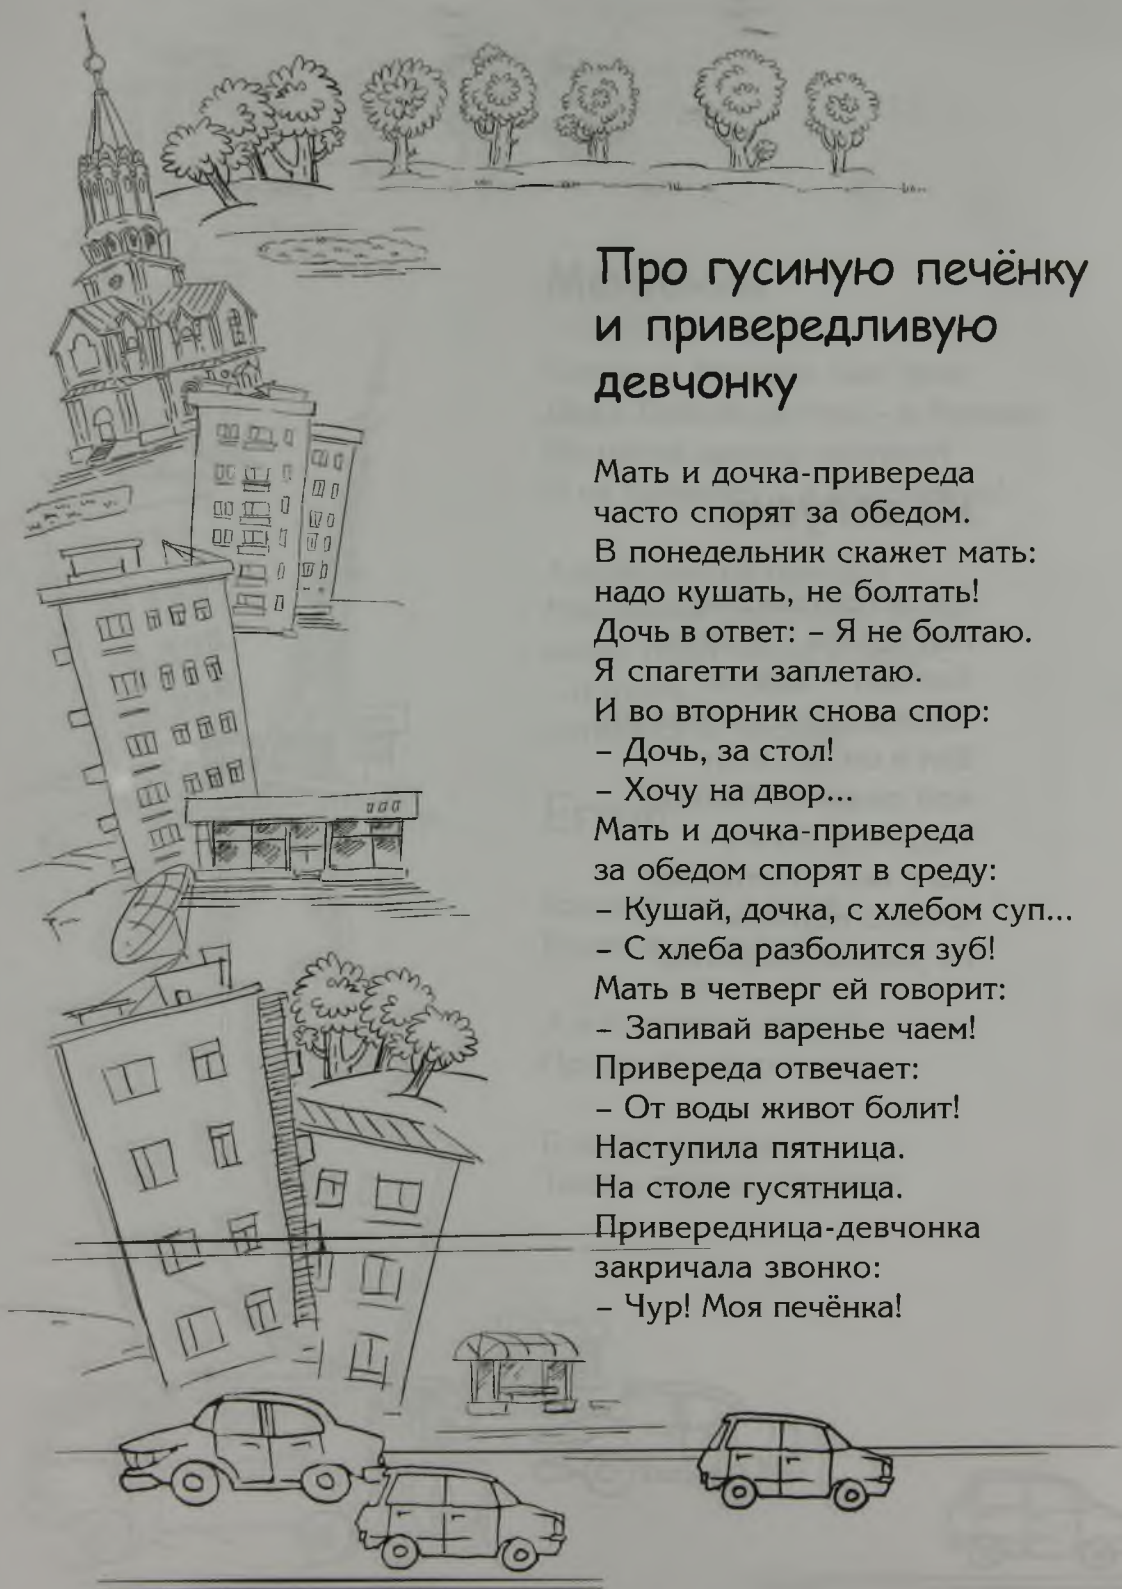 Про гусиную печёнку
и привередливую
девчонку
Мать и дочка-привереда
часто спорят за обедом.
В понедельник скажет мать:
надо кушать, не болтать!
Дочь в ответ: – Я не болтаю.
Я спагетти заплетаю.
И во вторник снова спор:
– Дочь, за стол!
– Хочу на двор...
Мать и дочка-привереда
за обедом спорят в среду:
– Кушай, дочка, с хлебом суп...
– С хлеба разболится зуб!
Мать в четверг ей говорит:
– Запивай варенье чаем!
Привереда отвечает:
– От воды живот болит!
Наступила пятница.
На столе гусятница.
Привередница-девчонка
закричала звонко:
– Чур! Моя печёнка!